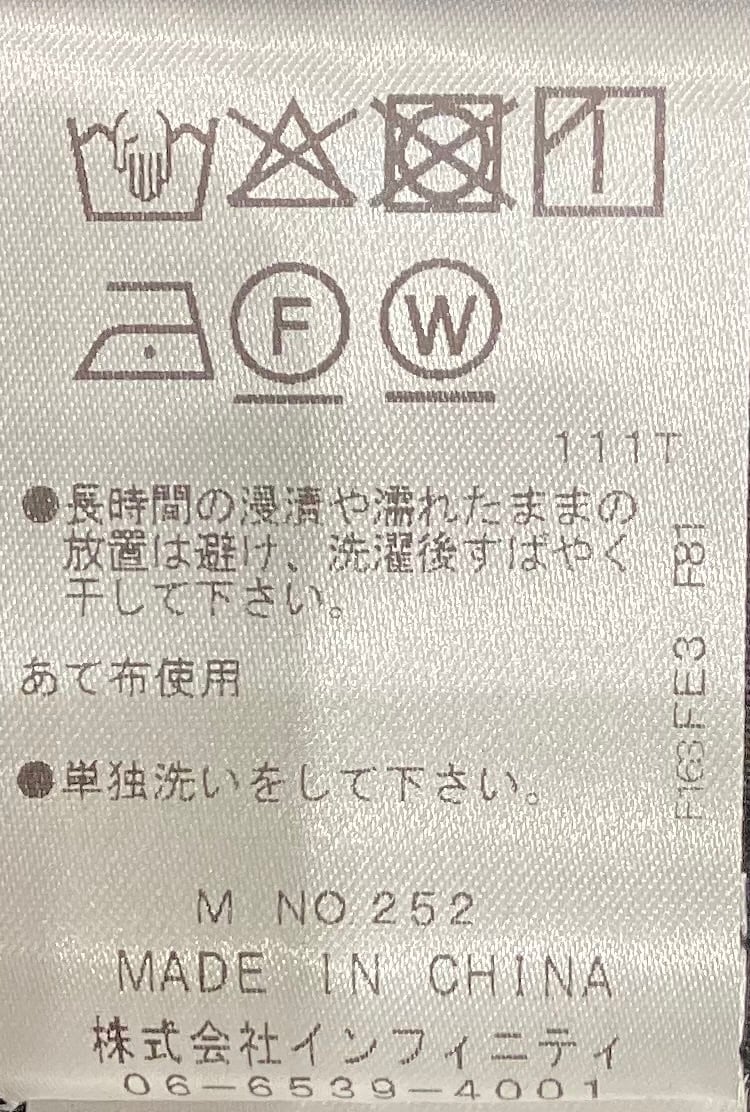 F
W
111T
●長時間の浸漬や濡れたままの
放置は避け、洗濯後すばやく
干して下さい。
あて布使用
●単独洗いをして下さい。
F163FE3 F81
M NO.252
MADE IN CHINA
株式会社インフィニティ
06-6539-4001